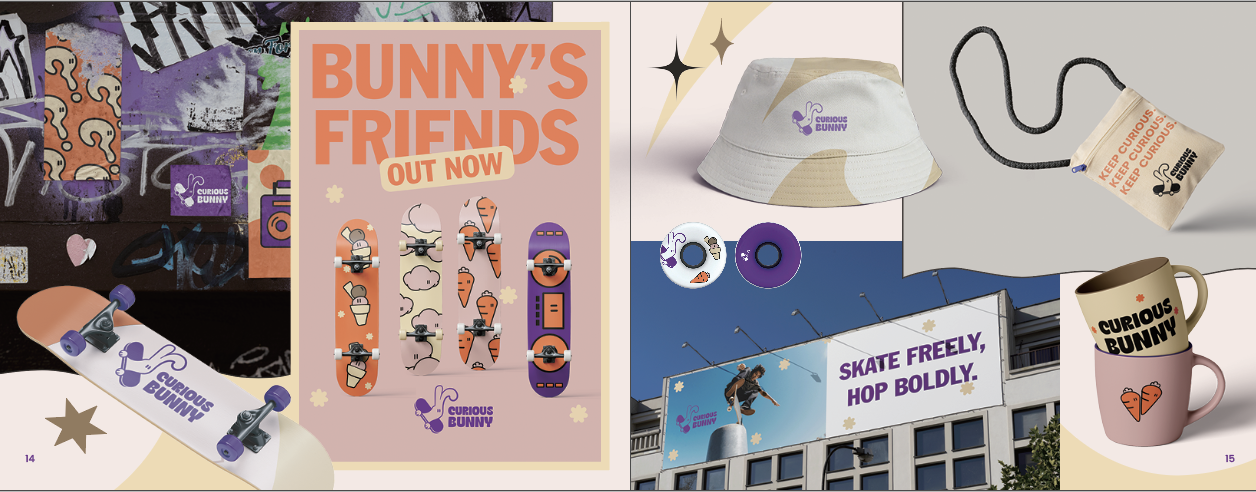 BUNNY'S
FRIENDS
OUT NOW
CURIOUS
BUNNY
CURIOUS
BUNNY
CURIOUS
BUNNY
14
CURIOUS
BUNNY
KEEP CURIOUS.
KEEP CURIOUS.
KEEP CURIOUS.
CURIOUS
BUNNY
SKATE FREELY,
HOP BOLDLY.
CURIOUS
BUNNY
CURIOUS
BUNNY
15